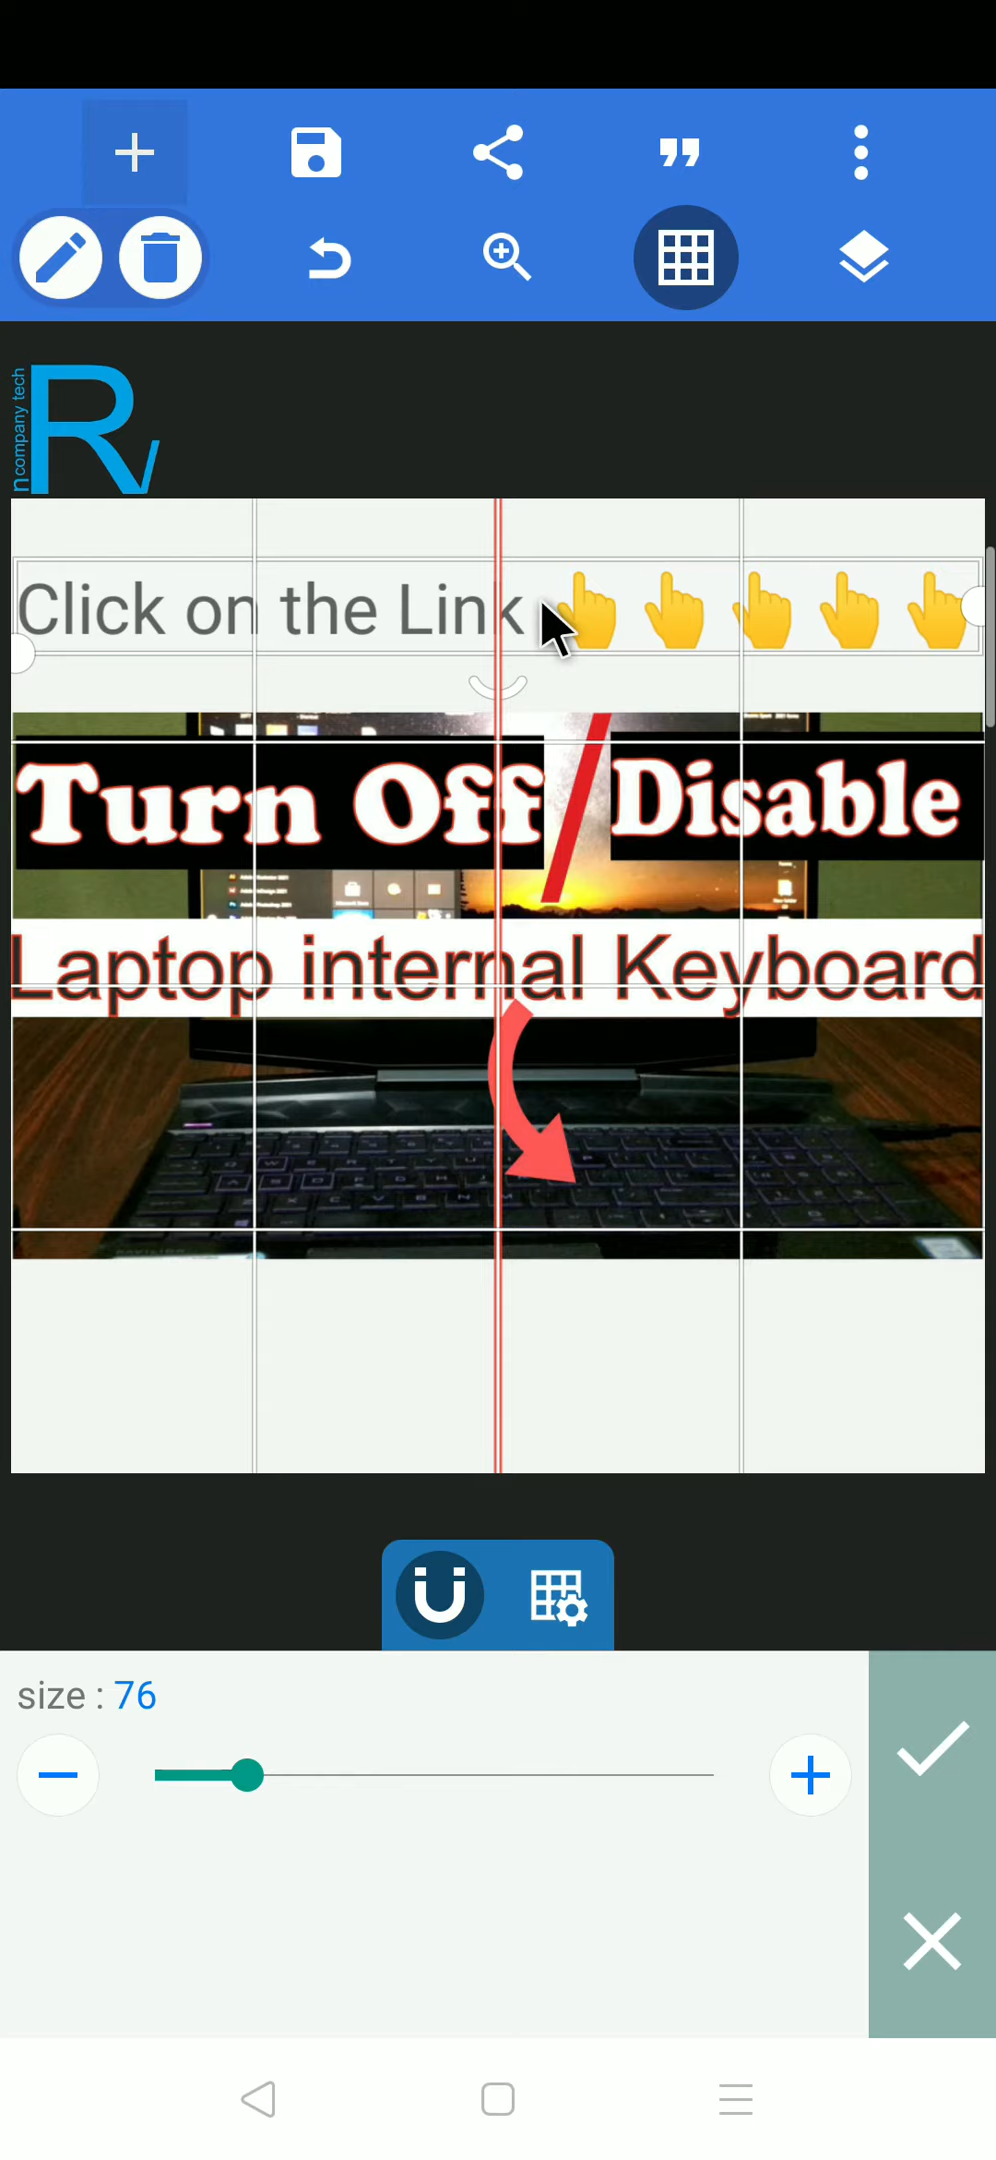 n company tech
R
Click on the Link 👆 👆 👆 👆 👆
Turn Off / Disable
Laptop internal Keyboard
size : 76